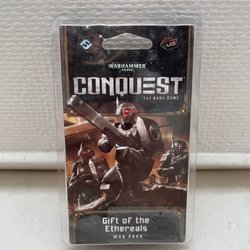 WARHAMMER
40,000
CONQUEST
THE CARD GAME
Gift of the
Ethereals
WAR PACK